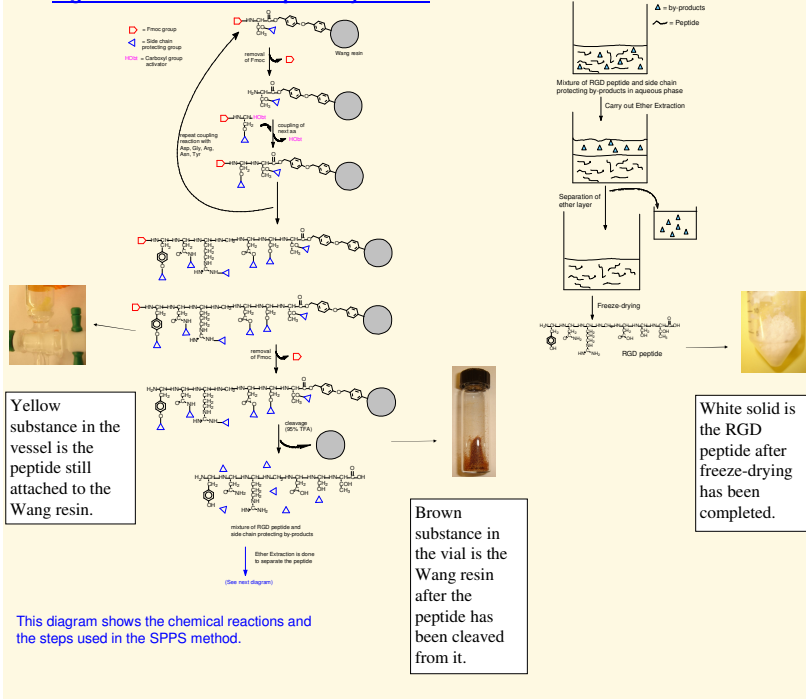 = Fmoc group
= Side chain
protecting group
HObt = Carboxyl group
activator
Wang resin
removal
of Fmoc
HObt
coupling of
next aa
HObt
repeat coupling
reaction with
Asp, Gly, Arg,
Asn, Tyr
removal
of Fmoc
cleavage
(95% TFA)
mixture of RGD peptide and
side chain protecting by-products
Ether Extraction is done
to separate the peptide
(See next diagram)
This diagram shows the chemical reactions and
the steps used in the SPPS method.
Yellow
substance in the
vessel is the
peptide still
attached to the
Wang resin.
Brown
substance in
the vial is the
Wang resin
after the
peptide has
been cleaved
from it.
= by-products
= Peptide
Mixture of RGD peptide and side chain
protecting by-products in aqueous phase
Carry out Ether Extraction
Separation of
ether layer
Freeze-drying
RGD peptide
White solid is
the RGD
peptide after
freeze-drying
has been
completed.